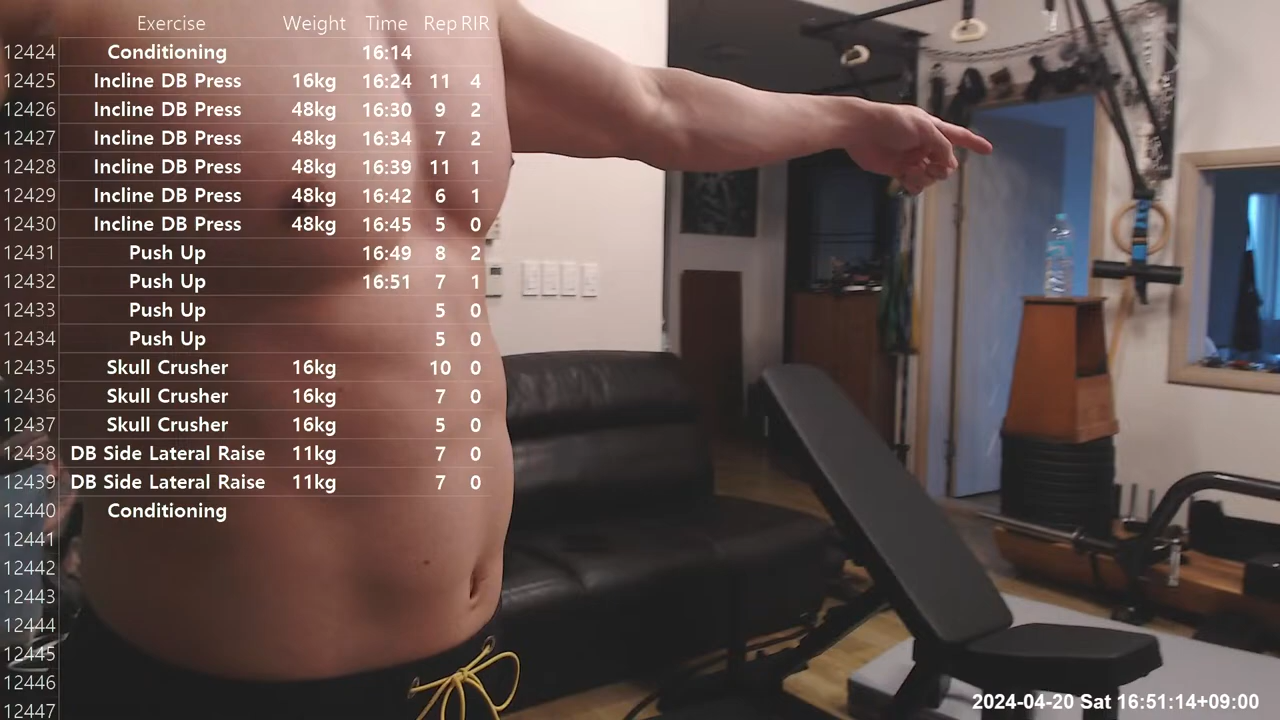 Exercise Weight Time Rep RIR
12424 Conditioning 16:14
12425 Incline DB Press 16kg 16:24 11 4
12426 Incline DB Press 48kg 16:30 9 2
12427 Incline DB Press 48kg 16:34 7 2
12428 Incline DB Press 48kg 16:39 11 1
12429 Incline DB Press 48kg 16:42 6 1
12430 Incline DB Press 48kg 16:45 5 0
12431 Push Up 16:49 8 2
12432 Push Up 16:51 7 1
12433 Push Up 5 0
12434 Push Up 5 0
12435 Skull Crusher 16kg 10 0
12436 Skull Crusher 16kg 7 0
12437 Skull Crusher 16kg 5 0
12438 DB Side Lateral Raise 11kg 7 0
12439 DB Side Lateral Raise 11kg 7 0
12440 Conditioning
12441
12442
12443
12444
12445
12446
12447
2024-04-20 Sat 16:51:14+09:00